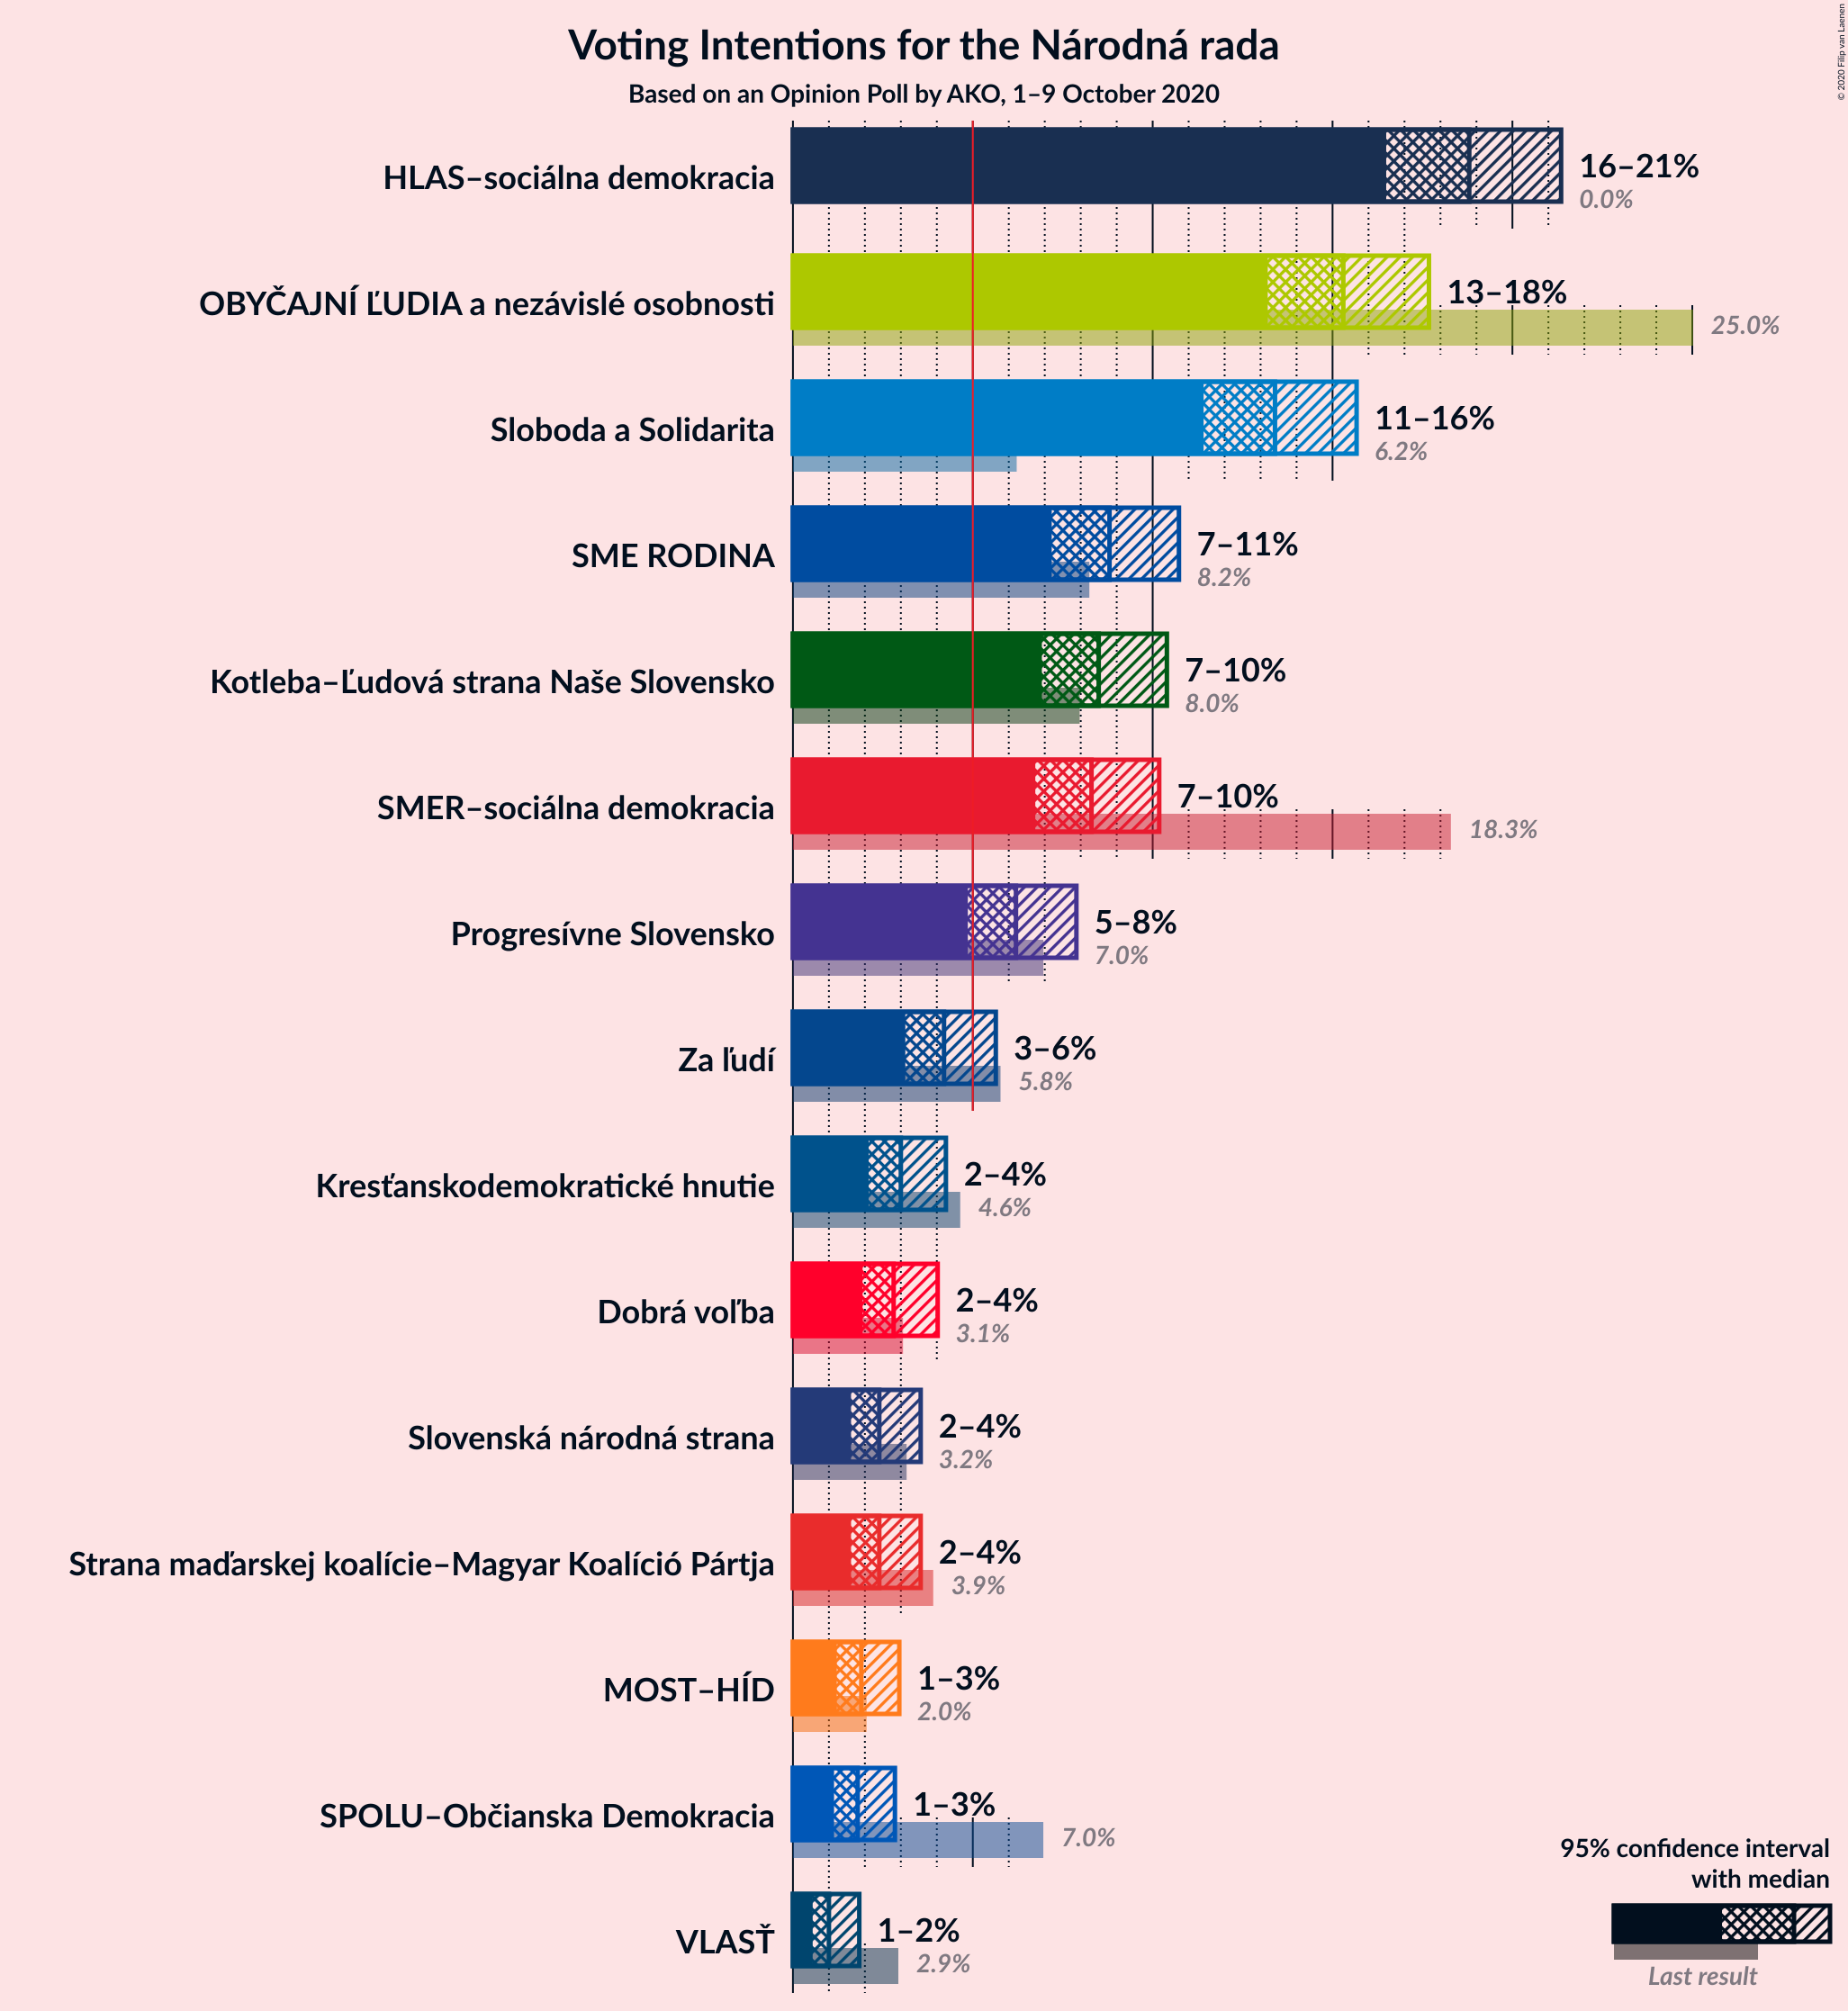 Voting Intentions for the Národná rada
Based on an Opinion Poll by AKO, 1–9 October 2020
© 2020 Filip van Laenen
HLAS–sociálna demokracia
16–21%
0.0%
OBYČAJNÍ ĽUDIA a nezávislé osobnosti
13–18%
25.0%
Sloboda a Solidarita
11–16%
6.2%
SME RODINA
7–11%
8.2%
Kotleba–Ľudová strana Naše Slovensko
7–10%
8.0%
SMER–sociálna demokracia
7–10%
18.3%
Progresívne Slovensko
5–8%
7.0%
Za ľudí
3–6%
5.8%
Kresťanskodemokratické hnutie
2–4%
4.6%
Dobrá voľba
2–4%
3.1%
Slovenská národná strana
2–4%
3.2%
Strana maďarskej koalície–Magyar Koalíció Pártja
2–4%
3.9%
MOST–HÍD
1–3%
2.0%
SPOLU–Občianska Demokracia
1–3%
7.0%
VLASŤ
1–2%
2.9%
95% confidence interval
with median
Last result